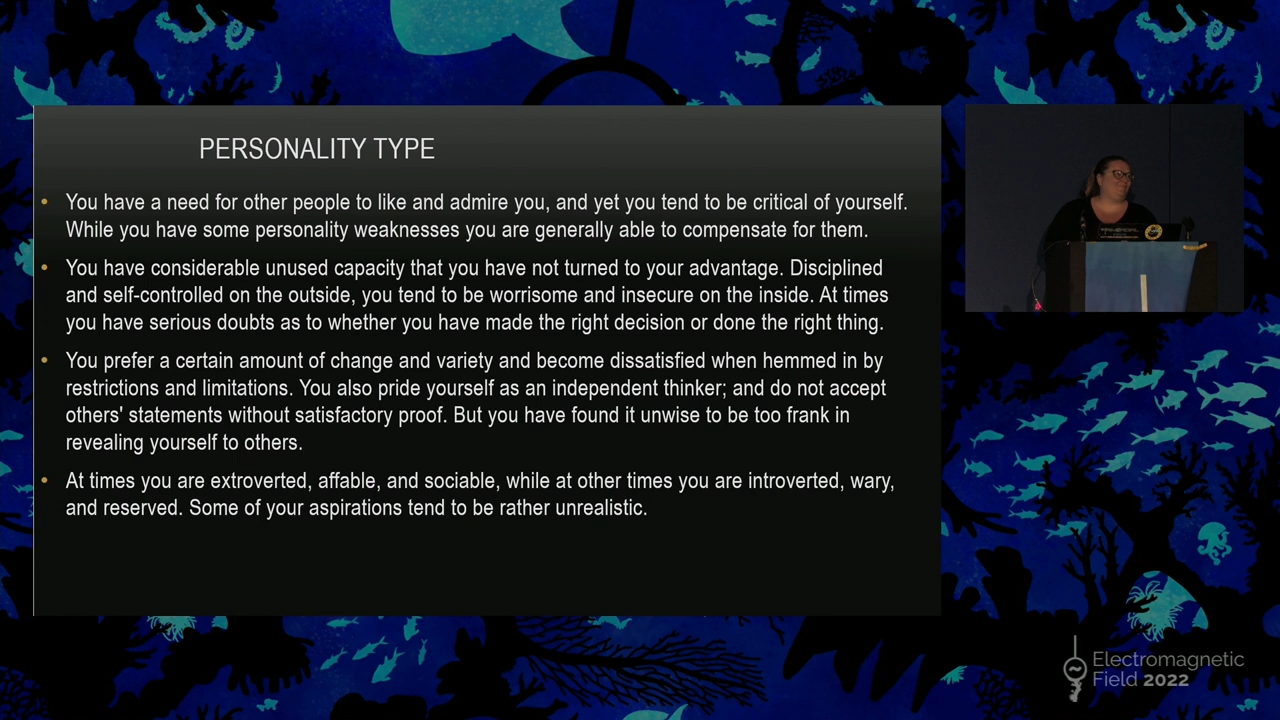 PERSONALITY TYPE
• You have a need for other people to like and admire you, and yet you tend to be critical of yourself.
While you have some personality weaknesses you are generally able to compensate for them.
• You have considerable unused capacity that you have not turned to your advantage. Disciplined
and self-controlled on the outside, you tend to be worrisome and insecure on the inside. At times
you have serious doubts as to whether you have made the right decision or done the right thing.
• You prefer a certain amount of change and variety and become dissatisfied when hemmed in by
restrictions and limitations. You also pride yourself as an independent thinker; and do not accept
others' statements without satisfactory proof. But you have found it unwise to be too frank in
revealing yourself to others.
• At times you are extroverted, affable, and sociable, while at other times you are introverted, wary,
and reserved. Some of your aspirations tend to be rather unrealistic.
Electromagnetic
Field 2022